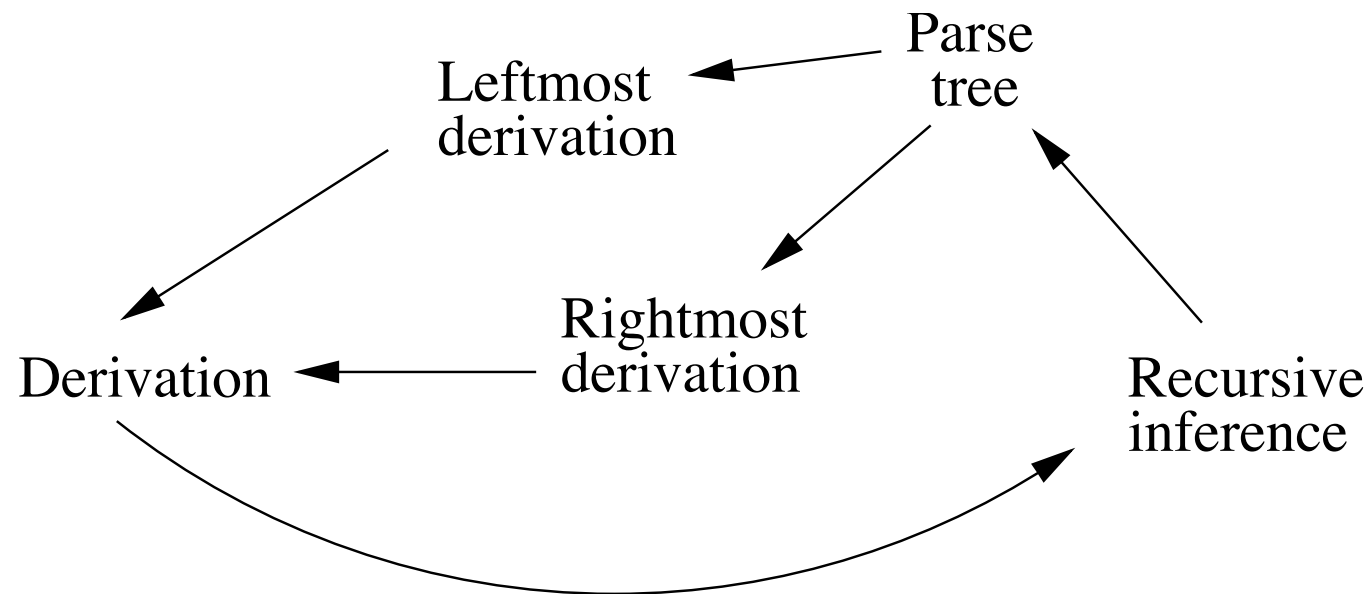 Parse
tree
Leftmost
derivation
Rightmost
derivation
Derivation
Recursive
inference